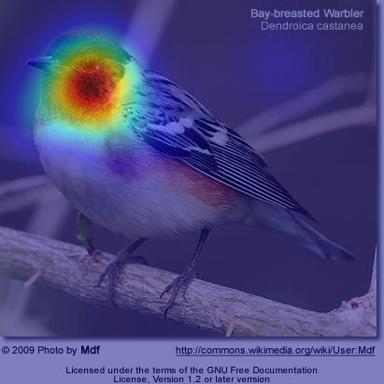 Bay-breasted Warbler
Dendroica castanea
© 2009 Photo by Mdf
http://commons.wikimedia.org/wiki/User:Mdf
Licensed under the terms of the GNU Free Documentation
License, Version 1.2 or later verrsion